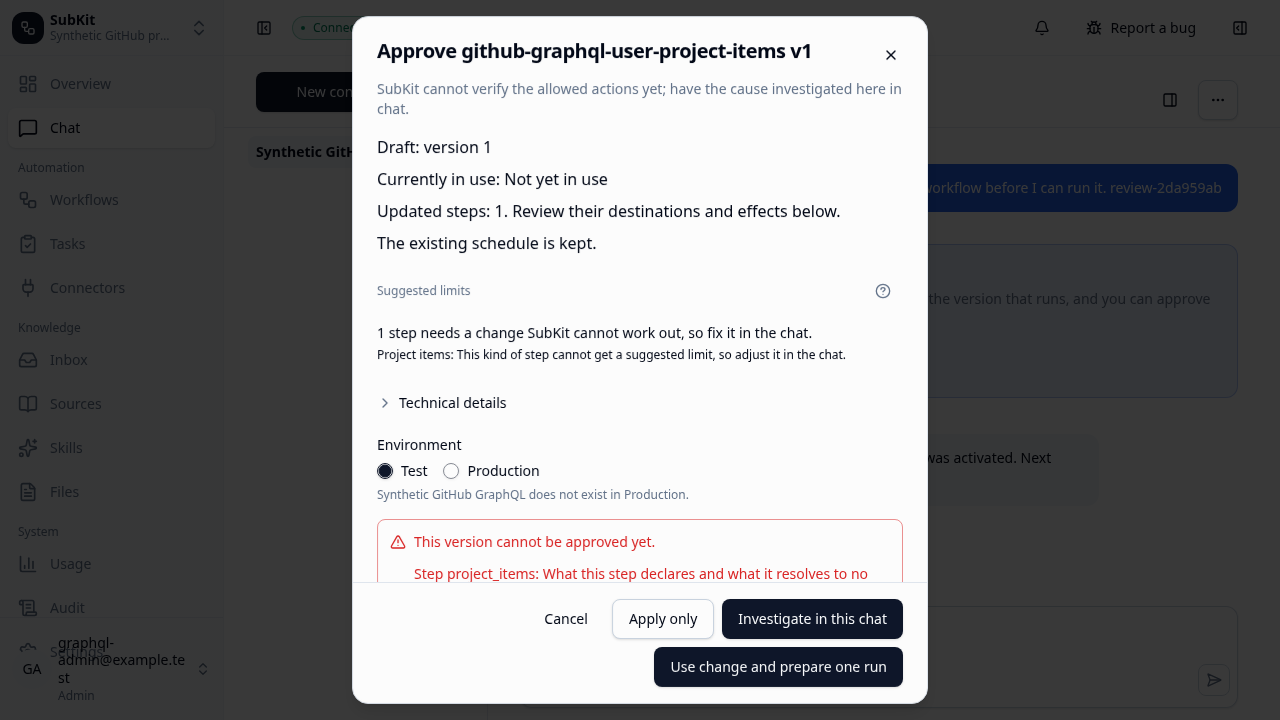 SubKit
Synthetic GitHub pr...
Connec
Report a bug
Overview
Chat
Automation
Workflows
Tasks
Connectors
Knowledge
Inbox
Sources
Skills
Files
System
Usage
Audit
Settings
GA
graphql-admin@example.test
Admin
New con
Synthetic GitH
workflow before I can run it. review-2da959ab
the version that runs, and you can approve
was activated. Next
Approve github-graphql-user-project-items v1
SubKit cannot verify the allowed actions yet; have the cause investigated here in
chat.
Draft: version 1
Currently in use: Not yet in use
Updated steps: 1. Review their destinations and effects below.
The existing schedule is kept.
Suggested limits
1 step needs a change SubKit cannot work out, so fix it in the chat.
Project items: This kind of step cannot get a suggested limit, so adjust it in the chat.
Technical details
Environment
Test
Production
Synthetic GitHub GraphQL does not exist in Production.
This version cannot be approved yet.
Step project_items: What this step declares and what it resolves to no
Cancel
Apply only
Investigate in this chat
Use change and prepare one run